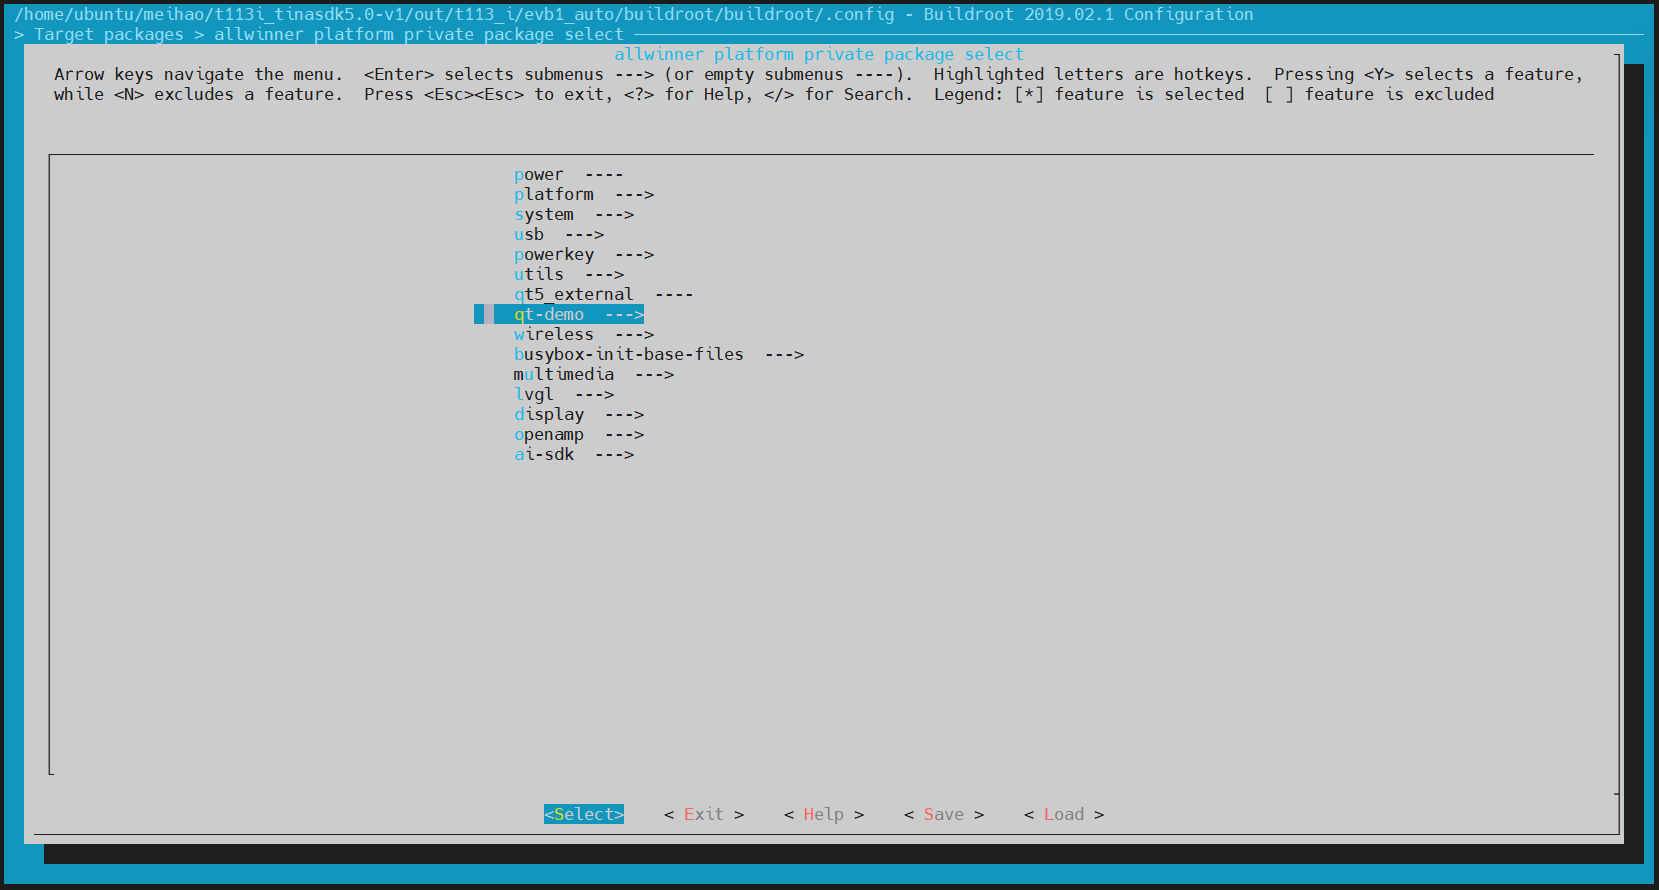 /home/ubuntu/meihao/t113i_tinasdk5.0-v1/out/t113_i/evb1_auto/buildroot/buildroot/.config - Buildroot 2019.02.1 Configuration
> Target packages > allwinner platform private package select
allwinner platform private package select
Arrow keys navigate the menu.  <Enter> selects submenus ---> (or empty submenus ----).  Highlighted letters are hotkeys.  Pressing <Y> selects a feature,
while <N> excludes a feature.  Press <Esc><Esc> to exit, <?> for Help, </> for Search.  Legend: [*] feature is selected  [ ] feature is excluded
power  ----
platform  --->
system  --->
usb  --->
powerkey  --->
utils  --->
qt5_external  ----
qt-demo  --->
wireless  --->
busybox-init-base-files  --->
multimedia  --->
lvgl  --->
display  --->
openamp  --->
ai-sdk  --->
<Select>    < Exit >    < Help >    < Save >    < Load >